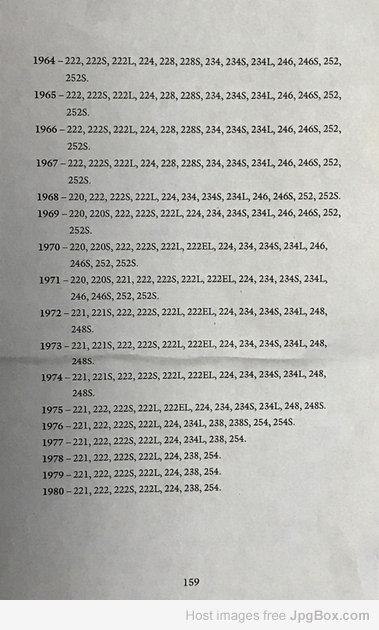 1964 – 222, 222S, 222L, 224, 228, 228S, 234, 234S, 234L, 246, 246S, 252,
252S.
1965 – 222, 222S, 222L, 224, 228, 228S, 234, 234S, 234L, 246, 246S, 252,
252S.
1966 – 222, 222S, 222L, 224, 228, 228S, 234, 234S, 234L, 246, 246S, 252,
252S.
1967 – 222, 222S, 222L, 224, 228, 228S, 234, 234S, 234L, 246, 246S, 252,
252S.
1968 – 220, 222, 222S, 222L, 224, 234, 234S, 234L, 246, 246S, 252, 252S.
1969 – 220, 220S, 222, 222S, 222L, 224, 234, 234S, 234L, 246, 246S, 252,
252S.
1970 – 220, 220S, 222, 222S, 222L, 222EL, 224, 234, 234S, 234L, 246,
246S, 252, 252S.
1971 – 220, 220S, 221, 222, 222S, 222L, 222EL, 224, 234, 234S, 234L,
246, 246S, 252, 252S.
1972 – 221, 221S, 222, 222S, 222L, 222EL, 224, 234, 234S, 234L, 248,
248S.
1973 – 221, 221S, 222, 222S, 222L, 222EL, 224, 234, 234S, 234L, 248,
248S.
1974 – 221, 221S, 222, 222S, 222L, 222EL, 224, 234, 234S, 234L, 248,
248S.
1975 – 221, 222, 222S, 222L, 222EL, 224, 234, 234S, 234L, 248, 248S.
1976 – 221, 222, 222S, 222L, 224, 234L, 238, 238S, 254, 254S.
1977 – 221, 222, 222S, 222L, 224, 234L, 238, 254.
1978 – 221, 222, 222S, 222L, 224, 238, 254.
1979 – 221, 222, 222S, 222L, 224, 238, 254.
1980 – 221, 222, 222S, 222L, 224, 238, 254.
159
Host images free JpgBox.com